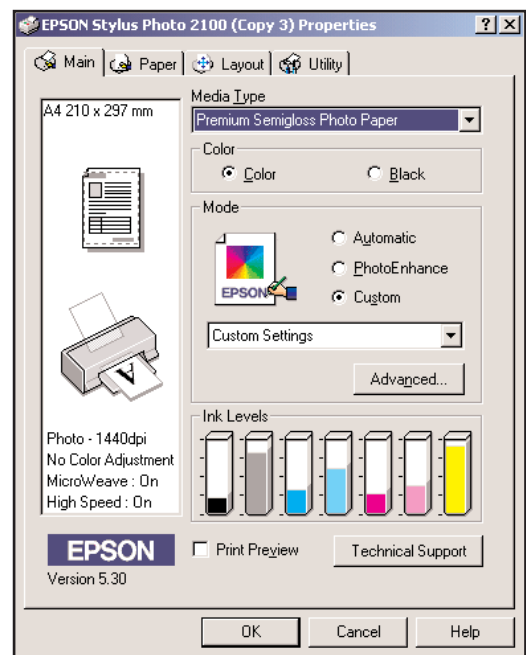 EPSON Stylus Photo 2100 (Copy 3) Properties
Main
Paper
Layout
Utility
A4 210 x 297 mm
Media Type
Premium Semigloss Photo Paper
Color
Color
Black
Mode
EPSON
Automatic
PhotoEnhance
Custom
Custom Settings
Advanced...
A
Photo - 1440dpi
No Color Adjustment
MicroWeave : On
High Speed : On
Ink Levels
EPSON
Version 5.30
Print Preview
Technical Support
OK
Cancel
Help